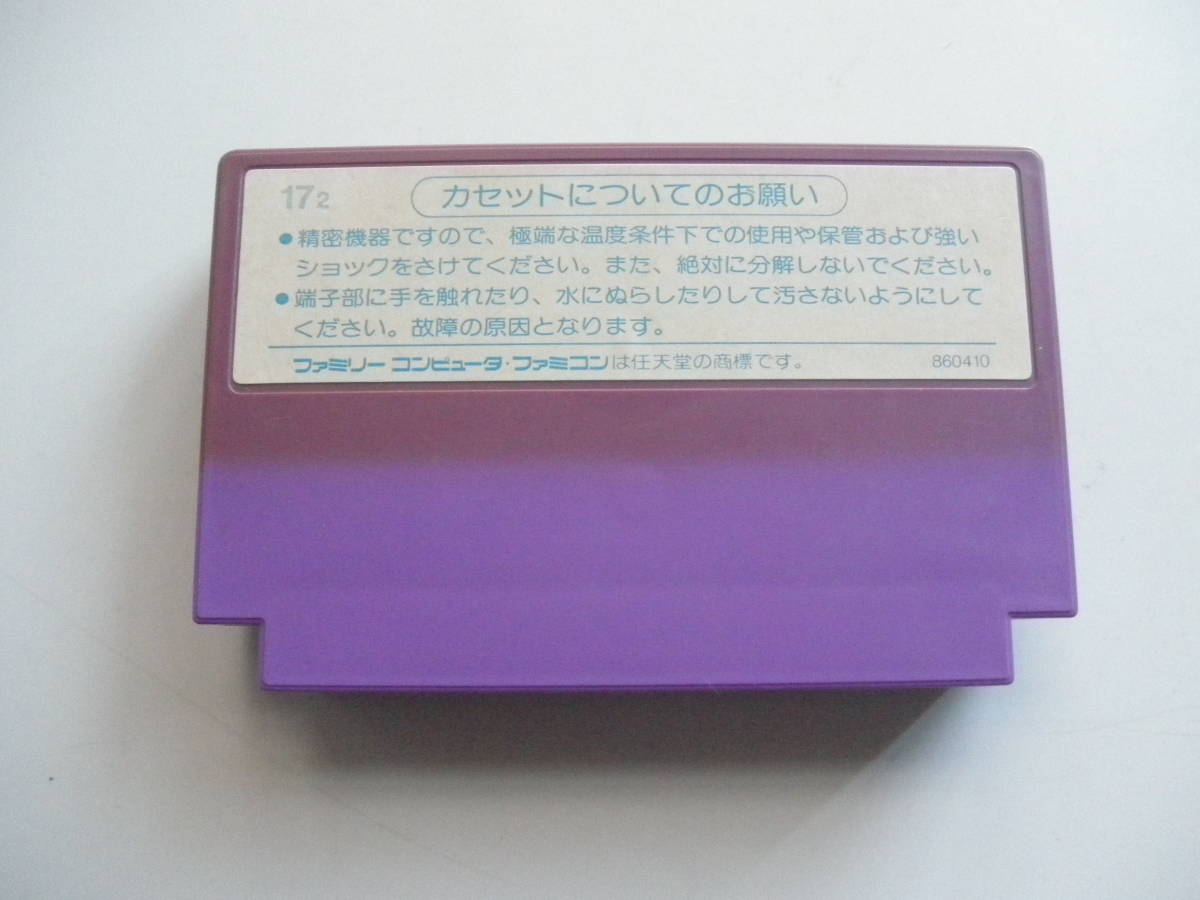 172
カセットについてのお願い
●精密機器ですので、極端な温度条件下での使用や保管および強い
ショックをさけてください。また、絶対に分解しないでください。
●端子部に手を触れたり、水にぬらしたりして汚さないようにして
ください。故障の原因となります。
ファミリー コンピュータ・ファミコンは任天堂の商標です。 860410